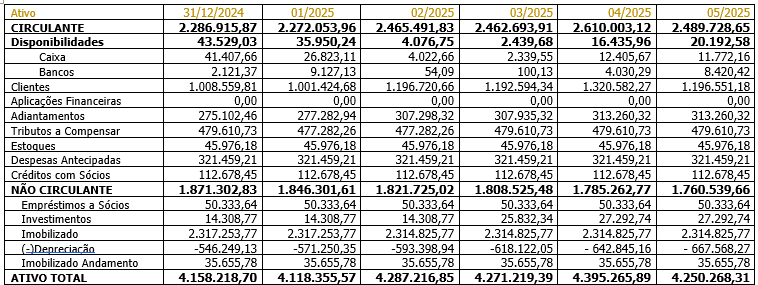 Ativo 31/12/2024 01/2025 02/2025 03/2025 04/2025 05/2025
CIRCULANTE 2.286.915,87 2.272.053,96 2.465.491,83 2.462.693,91 2.610.003,12 2.489.728,65
Disponibilidades 43.529,03 35.950,24 4.076,75 2.439,68 16.435,96 20.192,58
Caixa 41.407,66 26.823,11 4.022,66 2.339,55 12.405,67 11.772,16
Bancos 2.121,37 9.127,13 54,09 100,13 4.030,29 8.420,42
Clientes 1.008.559,81 1.001.424,68 1.196.720,66 1.192.594,34 1.320.582,27 1.196.551,18
Aplicações Financeiras 0,00 0,00 0,00 0,00 0,00 0,00
Adiantamentos 275.102,46 277.282,94 307.298,32 307.935,32 313.260,32 313.260,32
Tributos a Compensar 479.610,73 477.282,26 477.282,26 479.610,73 479.610,73 479.610,73
Estoques 45.976,18 45.976,18 45.976,18 45.976,18 45.976,18 45.976,18
Despesas Antecipadas 321.459,21 321.459,21 321.459,21 321.459,21 321.459,21 321.459,21
Créditos com Sócios 112.678,45 112.678,45 112.678,45 112.678,45 112.678,45 112.678,45
NÃO CIRCULANTE 1.871.302,83 1.846.301,61 1.821.725,02 1.808.525,48 1.785.262,77 1.760.539,66
Empréstimos a Sócios 50.333,64 50.333,64 50.333,64 50.333,64 50.333,64 50.333,64
Investimentos 14.308,77 14.308,77 14.308,77 25.832,34 27.292,74 27.292,74
Imobilizado 2.317.253,77 2.317.253,77 2.314.825,77 2.314.825,77 2.314.825,77 2.314.825,77
(-)Depreciação -546.249,13 -571.250,35 -593.398,94 -618.122,05 - 642.845,16 - 667.568,27
Imobilizado Andamento 35.655,78 35.655,78 35.655,78 35.655,78 35.655,78 35.655,78
ATIVO TOTAL 4.158.218,70 4.118.355,57 4.287.216,85 4.271.219,39 4.395.265,89 4.250.268,31